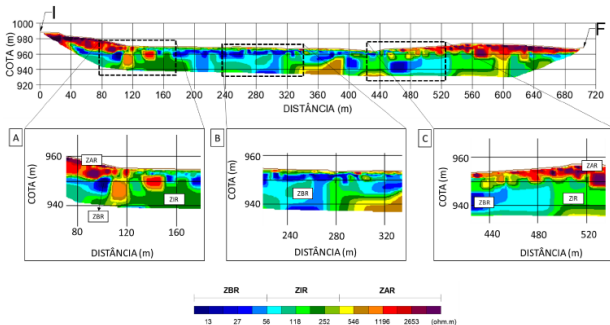 I
F
COTA (m)
1000
980
960
940
920
0 40 80 120 160 200 240 280 320 360 400 440 480 520 560 600 640 680 720
DISTÂNCIA (m)
A
COTA (m)
960
940
ZAR
ZIR
ZBR
80 120 160
DISTÂNCIA (m)
B
COTA (m)
960
940
ZBR
240 280 320
DISTÂNCIA (m)
C
COTA (m)
960
940
ZAR
ZBR
ZIR
440 480 520
DISTÂNCIA (m)
ZBR ZIR ZAR
13 27 56 118 252 546 1196 2653 (ohm.m)